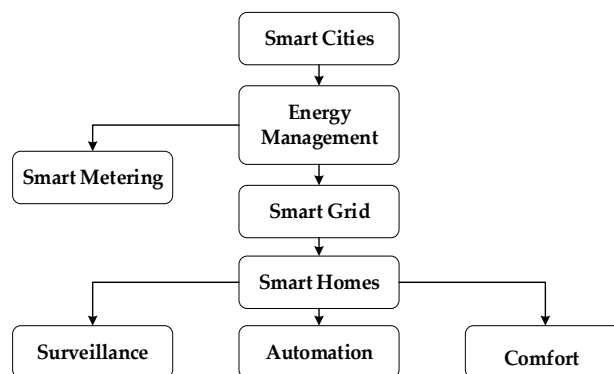 Smart Cities
Energy
Management
Smart Metering
Smart Grid
Smart Homes
Surveillance
Automation
Comfort